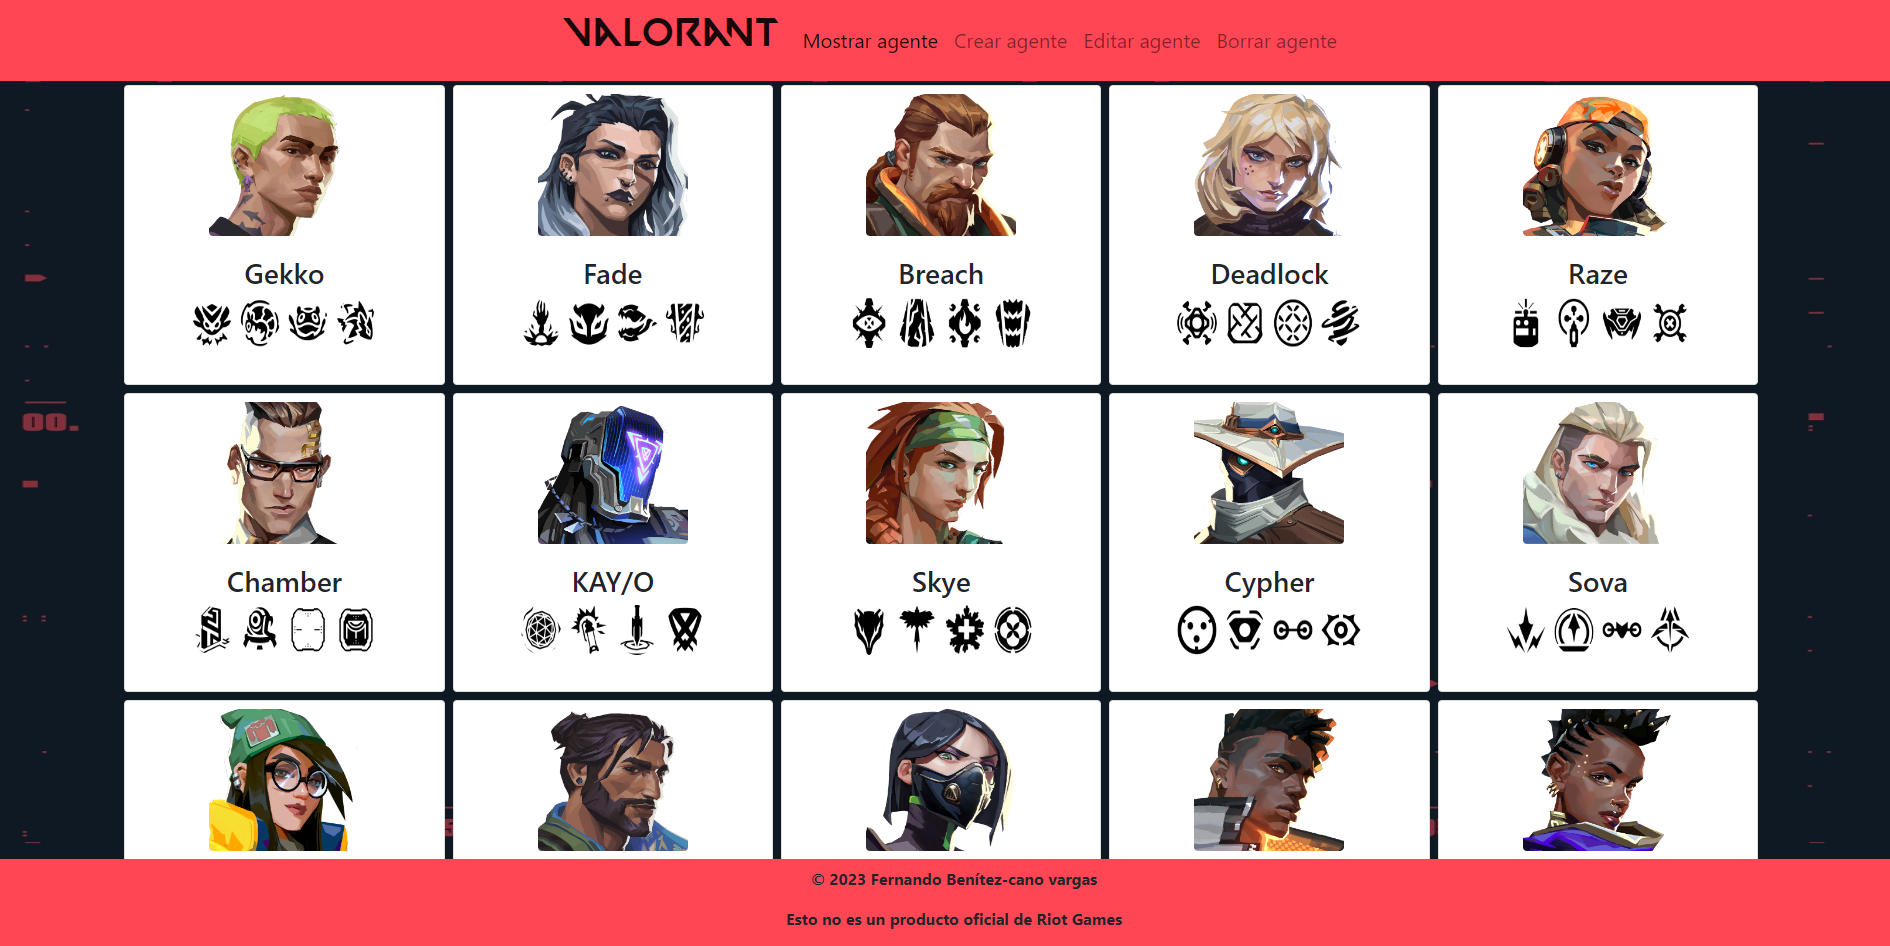 VALORANT
Mostrar agente Crear agente Editar agente Borrar agente
Gekko Fade Breach Deadlock Raze
00.
Chamber KAY/O Skye Cypher Sova
© 2023 Fernando Benítez-cano vargas
Esto no es un producto oficial de Riot Games